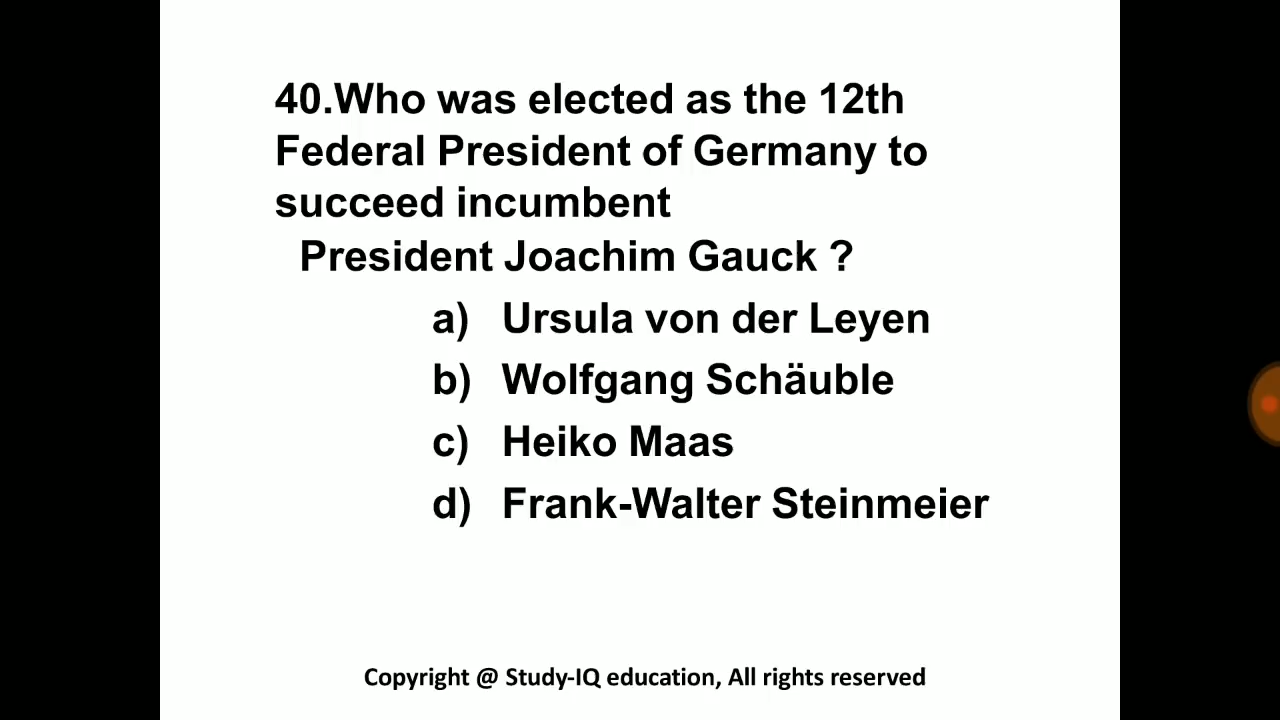 40.Who was elected as the 12th
Federal President of Germany to
succeed incumbent
President Joachim Gauck ?
a) Ursula von der Leyen
b) Wolfgang Schäuble
c) Heiko Maas
d) Frank-Walter Steinmeier
Copyright @ Study-IQ education, All rights reserved